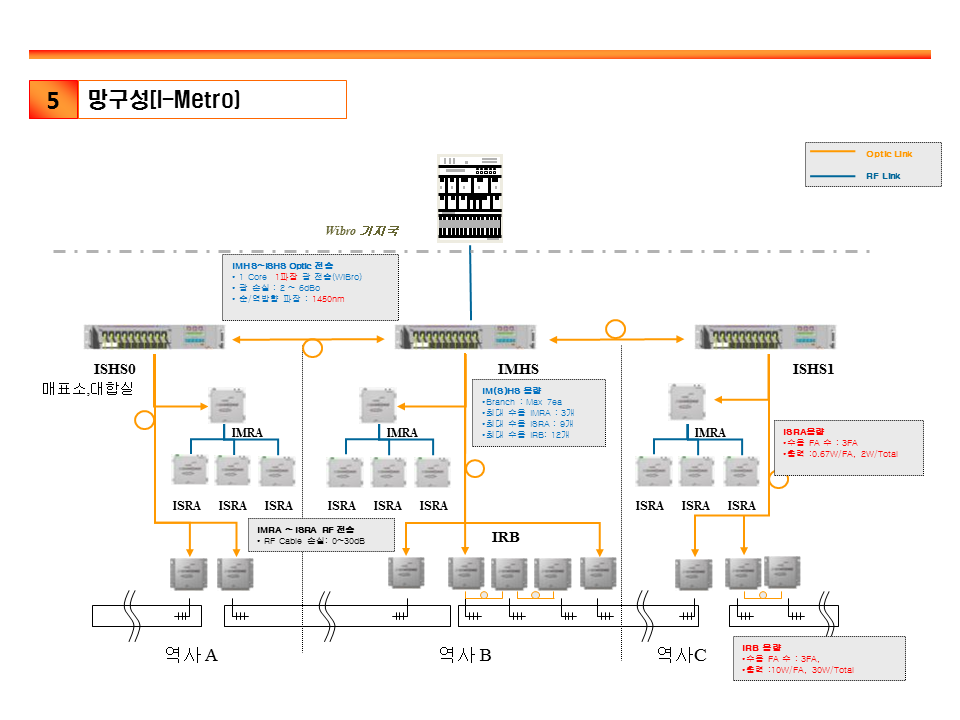 5
망구성(I-Metro)
Optic Link
RF Link
Wibro 기지국
IMHS~ISHS Optic 전송
• 1 Core 1파장 광 전송(WiBro)
• 광 손실 : 2 ~ 6dBo
• 순/역방향 파장 : 1450nm
ISHS0
매표소,대합실
IMHS
ISHS1
IM(S)HS 용량
•Branch : Max 7ea
•최대 수용 IMRA : 3개
•최대 수용 ISRA : 9개
•최대 수용 IRB: 12개
IMRA
IMRA
IMRA
ISRA용량
•수용 FA 수 : 3FA
•출력 :0.67W/FA, 2W/Total
ISRA ISRA ISRA
ISRA ISRA ISRA
ISRA ISRA ISRA
IMRA ~ ISRA RF 전송
• RF Cable 손실: 0~30dB
IRB
역사 A
역사 B
역사C
IRB 용량
•수용 FA 수 : 3FA,
•출력 :10W/FA, 30W/Total